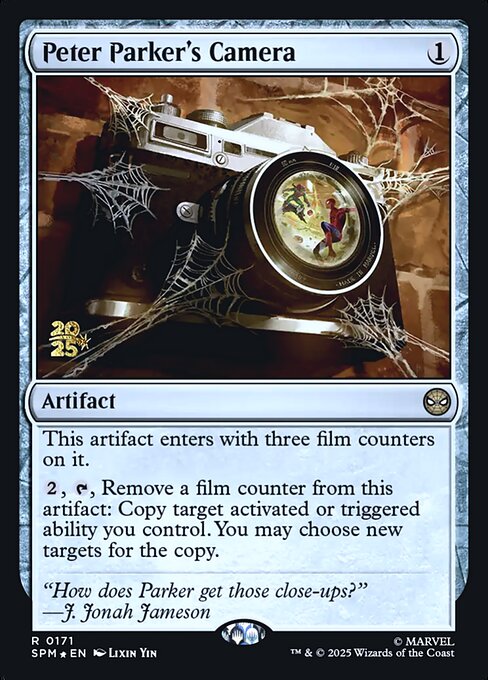 Peter Parker's Camera 1
MADE IN MARVEL
2025
Artifact
This artifact enters with three film counters
on it.
2, , Remove a film counter from this
artifact: Copy target activated or triggered
ability you control. You may choose new
targets for the copy.
"How does Parker get those close-ups?"
—J. Jonah Jameson
R 0171
SPM★EN Lixin Yin
© MARVEL
™ & © 2025 Wizards of the Coast